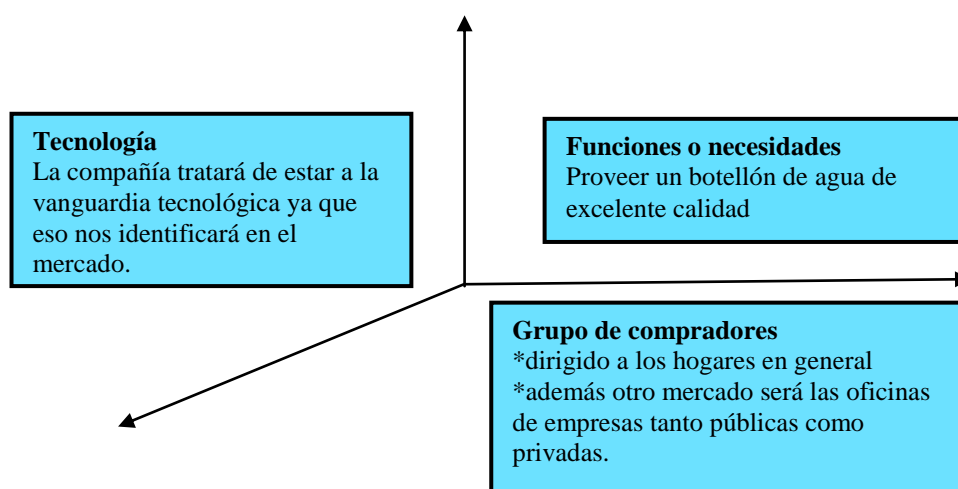 Tecnología
La compañía tratará de estar a la
vanguardia tecnológica ya que
eso nos identificará en el
mercado.
Funciones o necesidades
Proveer un botellón de agua de
excelente calidad
Grupo de compradores
*dirigido a los hogares en general
*además otro mercado será las oficinas
de empresas tanto públicas como
privadas.